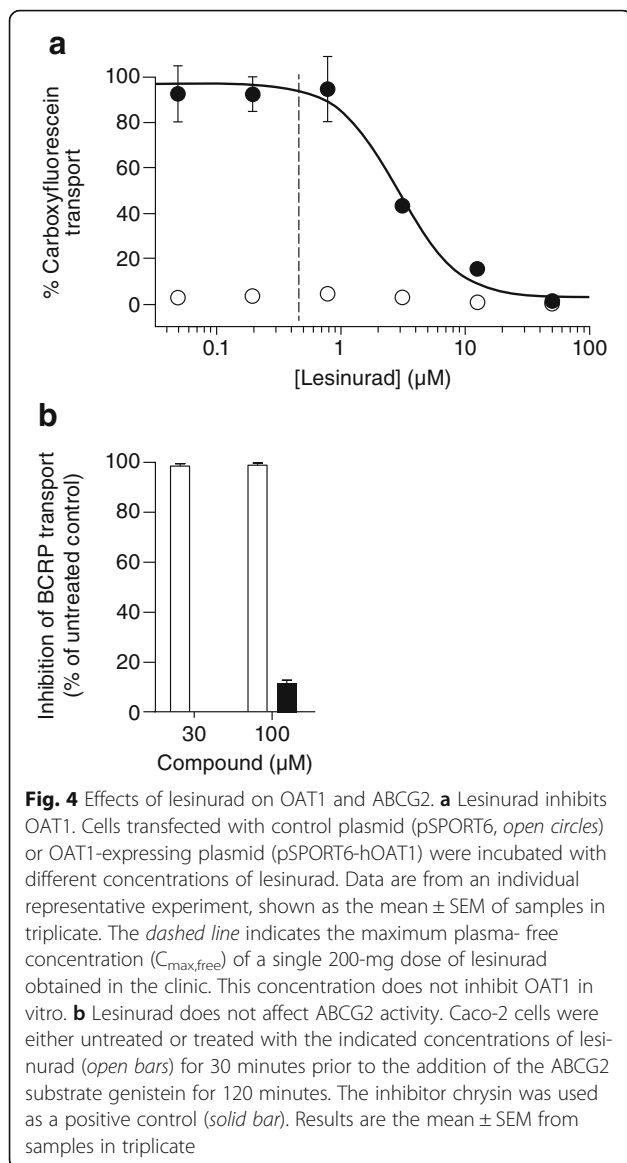 a
100
80
60
40
20
0
% Carboxyfluorescein
transport
0.1 1 10 100
[Lesinurad] (µM)
b
100
80
60
40
20
0
Inhibition of BCRP transport
(% of untreated control)
30 100
Compound (µM)
Fig. 4 Effects of lesinurad on OAT1 and ABCG2. a Lesinurad inhibits
OAT1. Cells transfected with control plasmid (pSPORT6, open circles)
or OAT1-expressing plasmid (pSPORT6-hOAT1) were incubated with
different concentrations of lesinurad. Data are from an individual
representative experiment, shown as the mean ± SEM of samples in
triplicate. The dashed line indicates the maximum plasma- free
concentration (Cmax,free) of a single 200-mg dose of lesinurad
obtained in the clinic. This concentration does not inhibit OAT1 in
vitro. b Lesinurad does not affect ABCG2 activity. Caco-2 cells were
either untreated or treated with the indicated concentrations of lesi-
nurad (open bars) for 30 minutes prior to the addition of the ABCG2
substrate genistein for 120 minutes. The inhibitor chrysin was used
as a positive control (solid bar). Results are the mean ± SEM from
samples in triplicate